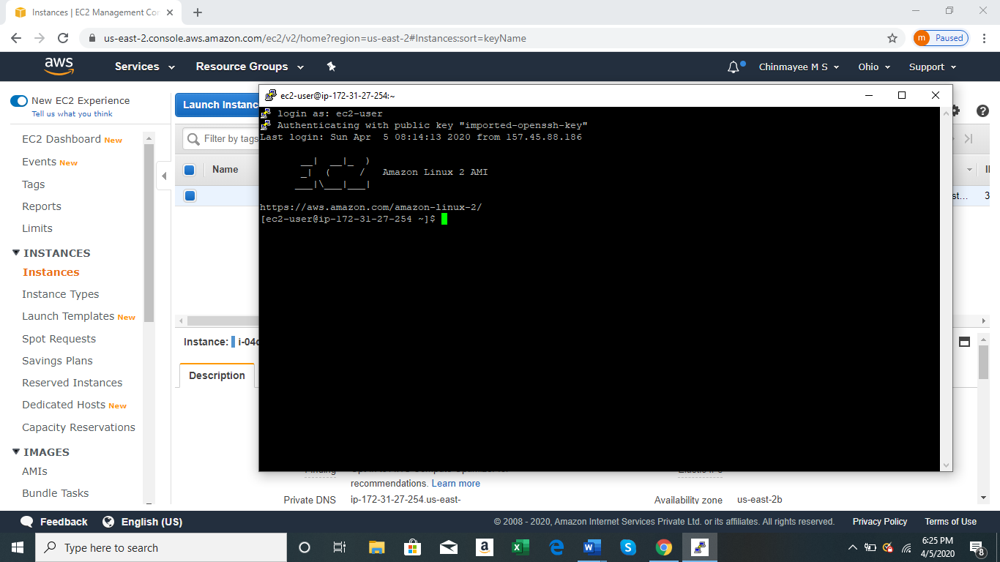 Instances | EC2 Management Con
us-east-2.console.aws.amazon.com/ec2/v2/home?region=us-east-2#Instances:sort=keyName
m Paused
aws Services Resource Groups Chinmayee M S Ohio Support
New EC2 Experience
Tell us what you think
EC2 Dashboard New
Events New
Tags
Reports
Limits
INSTANCES
Instances
Instance Types
Launch Templates New
Spot Requests
Savings Plans
Reserved Instances
Dedicated Hosts New
Capacity Reservations
IMAGES
AMIs
Bundle Tasks
Launch Instanc
Filter by tags
Name
st... 3
Instance: i-04
Description
ec2-user@ip-172-31-27-254:~
login as: ec2-user
Authenticating with public key "imported-openssh-key"
Last login: Sun Apr  5 08:14:13 2020 from 157.45.88.186
__|  __|_  )
_|  (     /   Amazon Linux 2 AMI
___|\___|___|
https://aws.amazon.com/amazon-linux-2/
[ec2-user@ip-172-31-27-254 ~]$
recommendations. Learn more
Private DNS ip-172-31-27-254.us-east- Availability zone us-east-2b
Feedback English (US) © 2008 - 2020, Amazon Internet Services Private Ltd. or its affiliates. All rights reserved. Privacy Policy Terms of Use
Type here to search
6:25 PM
4/5/2020
8